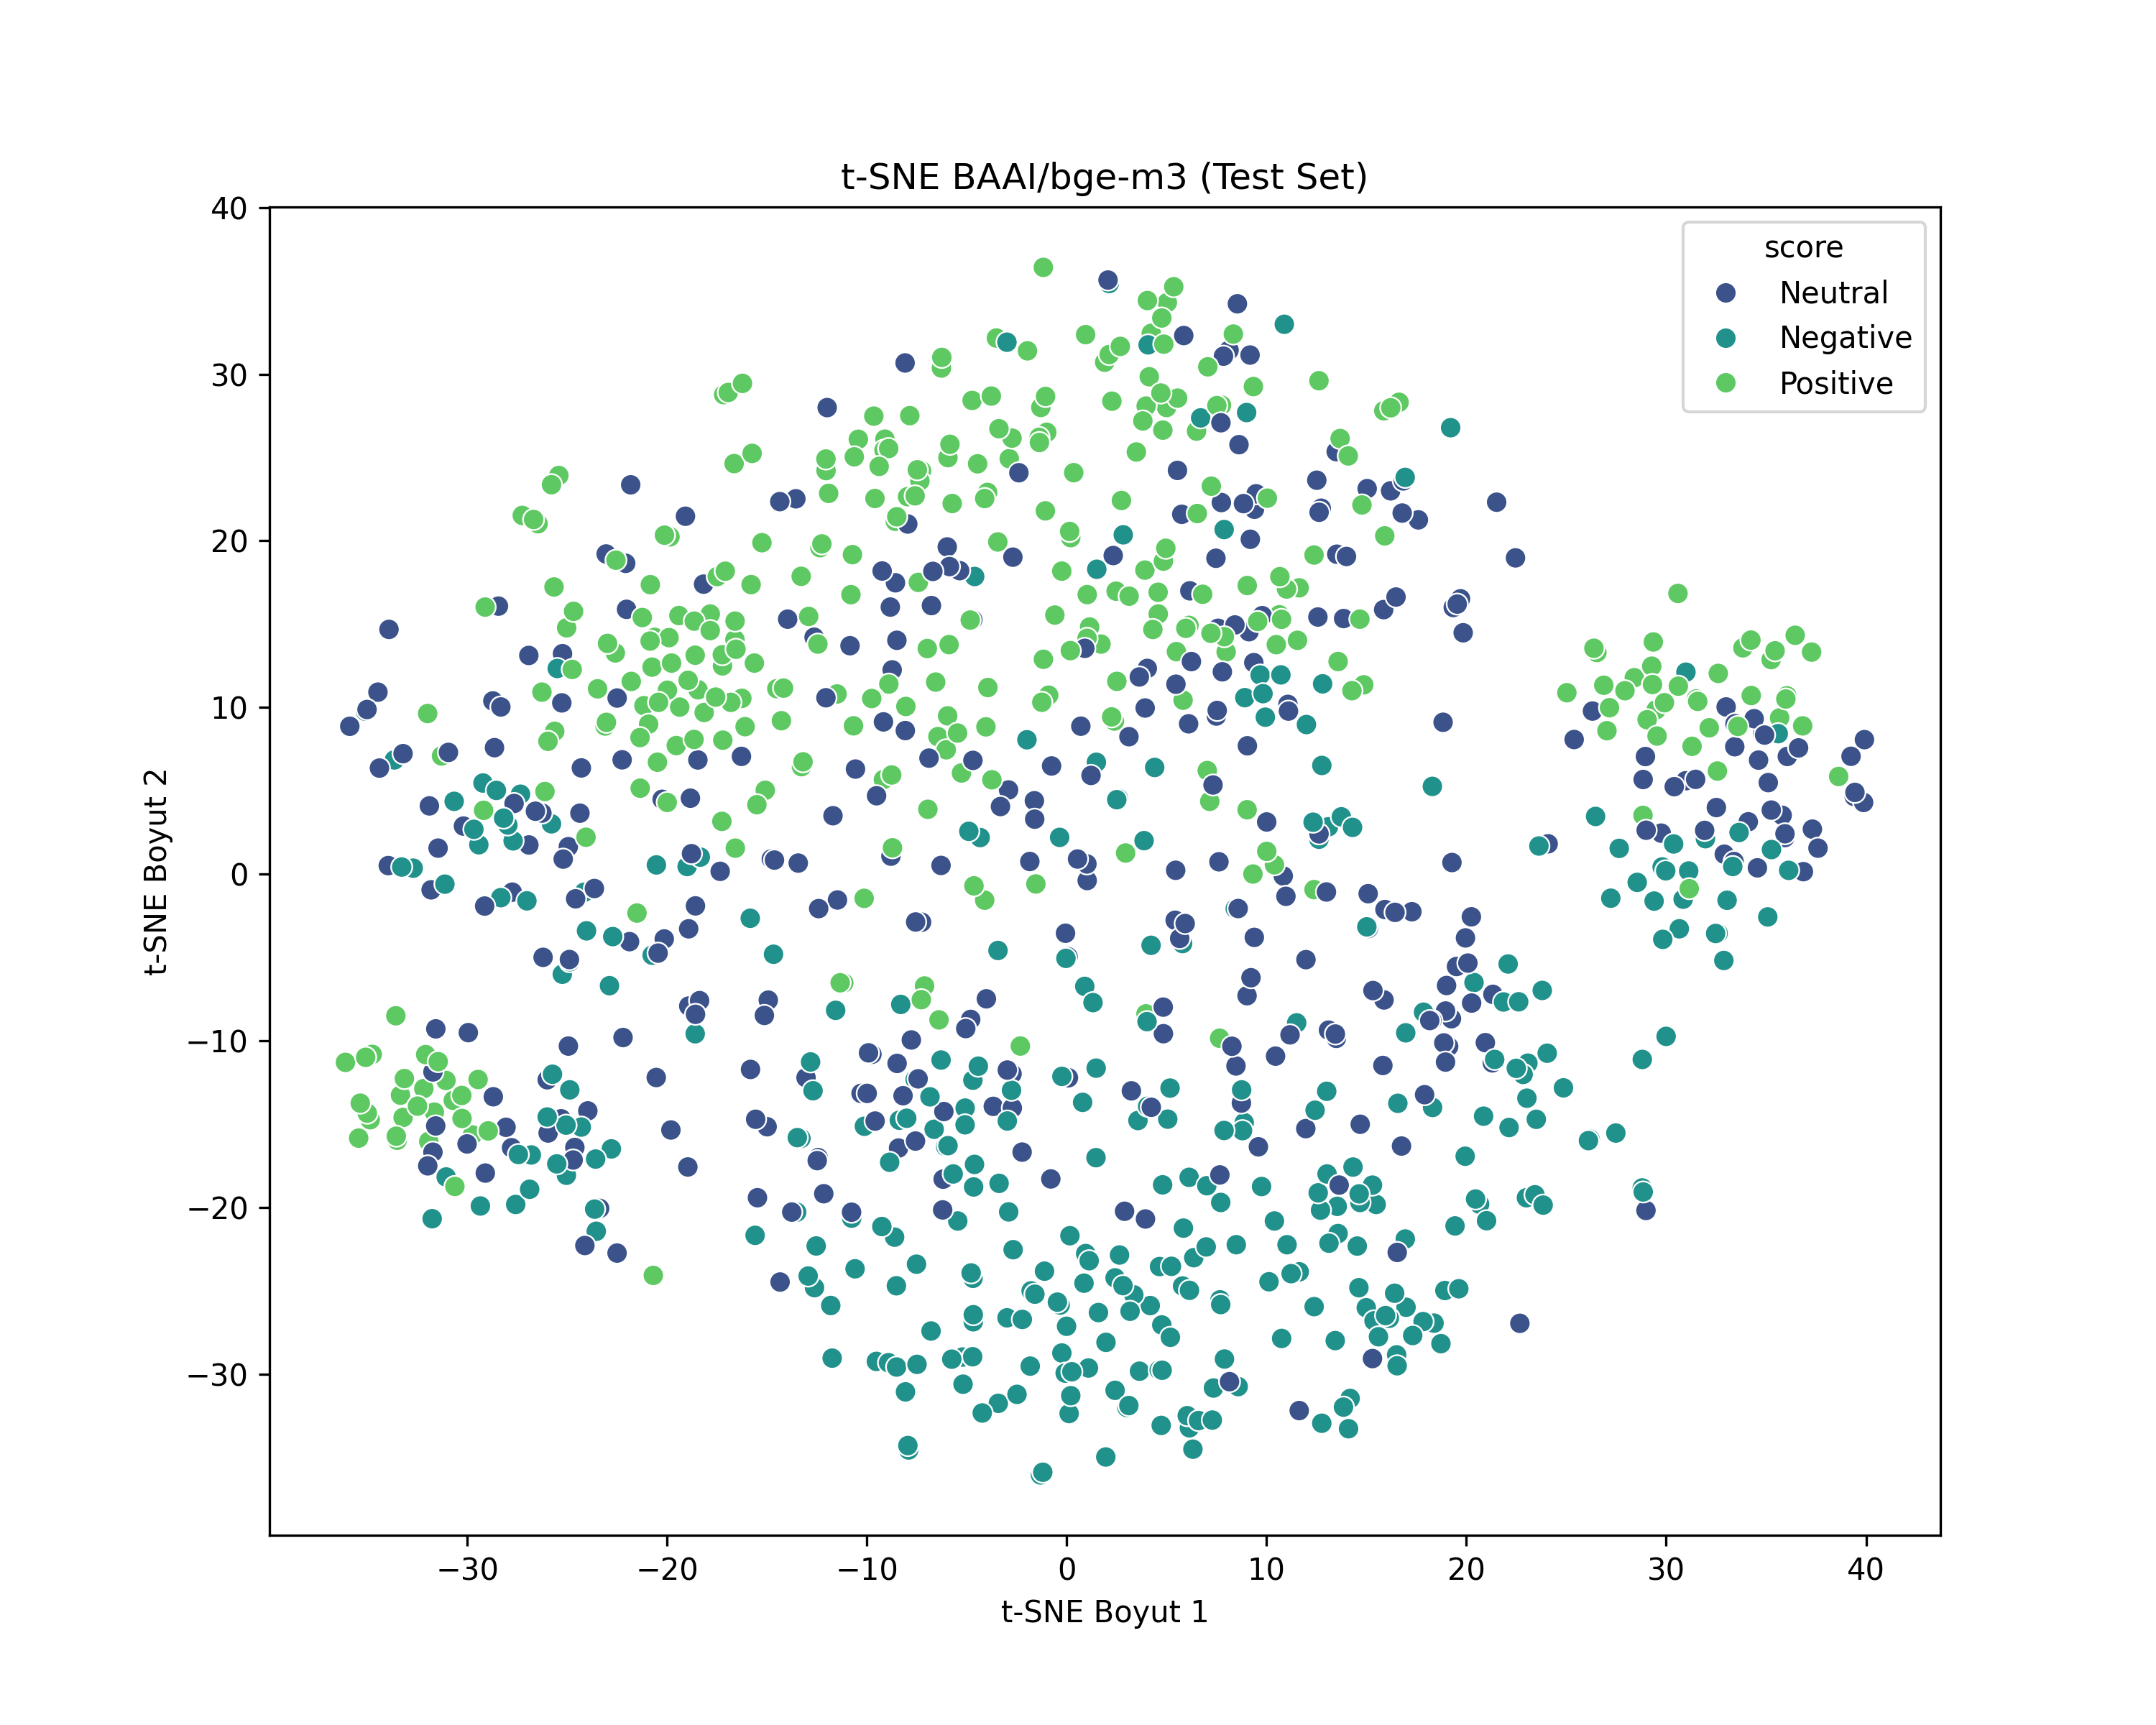 t-SNE BAAI/bge-m3 (Test Set)
score
Neutral
Negative
Positive
40
30
20
10
0
−10
−20
−30
t-SNE Boyut 2
−30 −20 −10 0 10 20 30 40
t-SNE Boyut 1